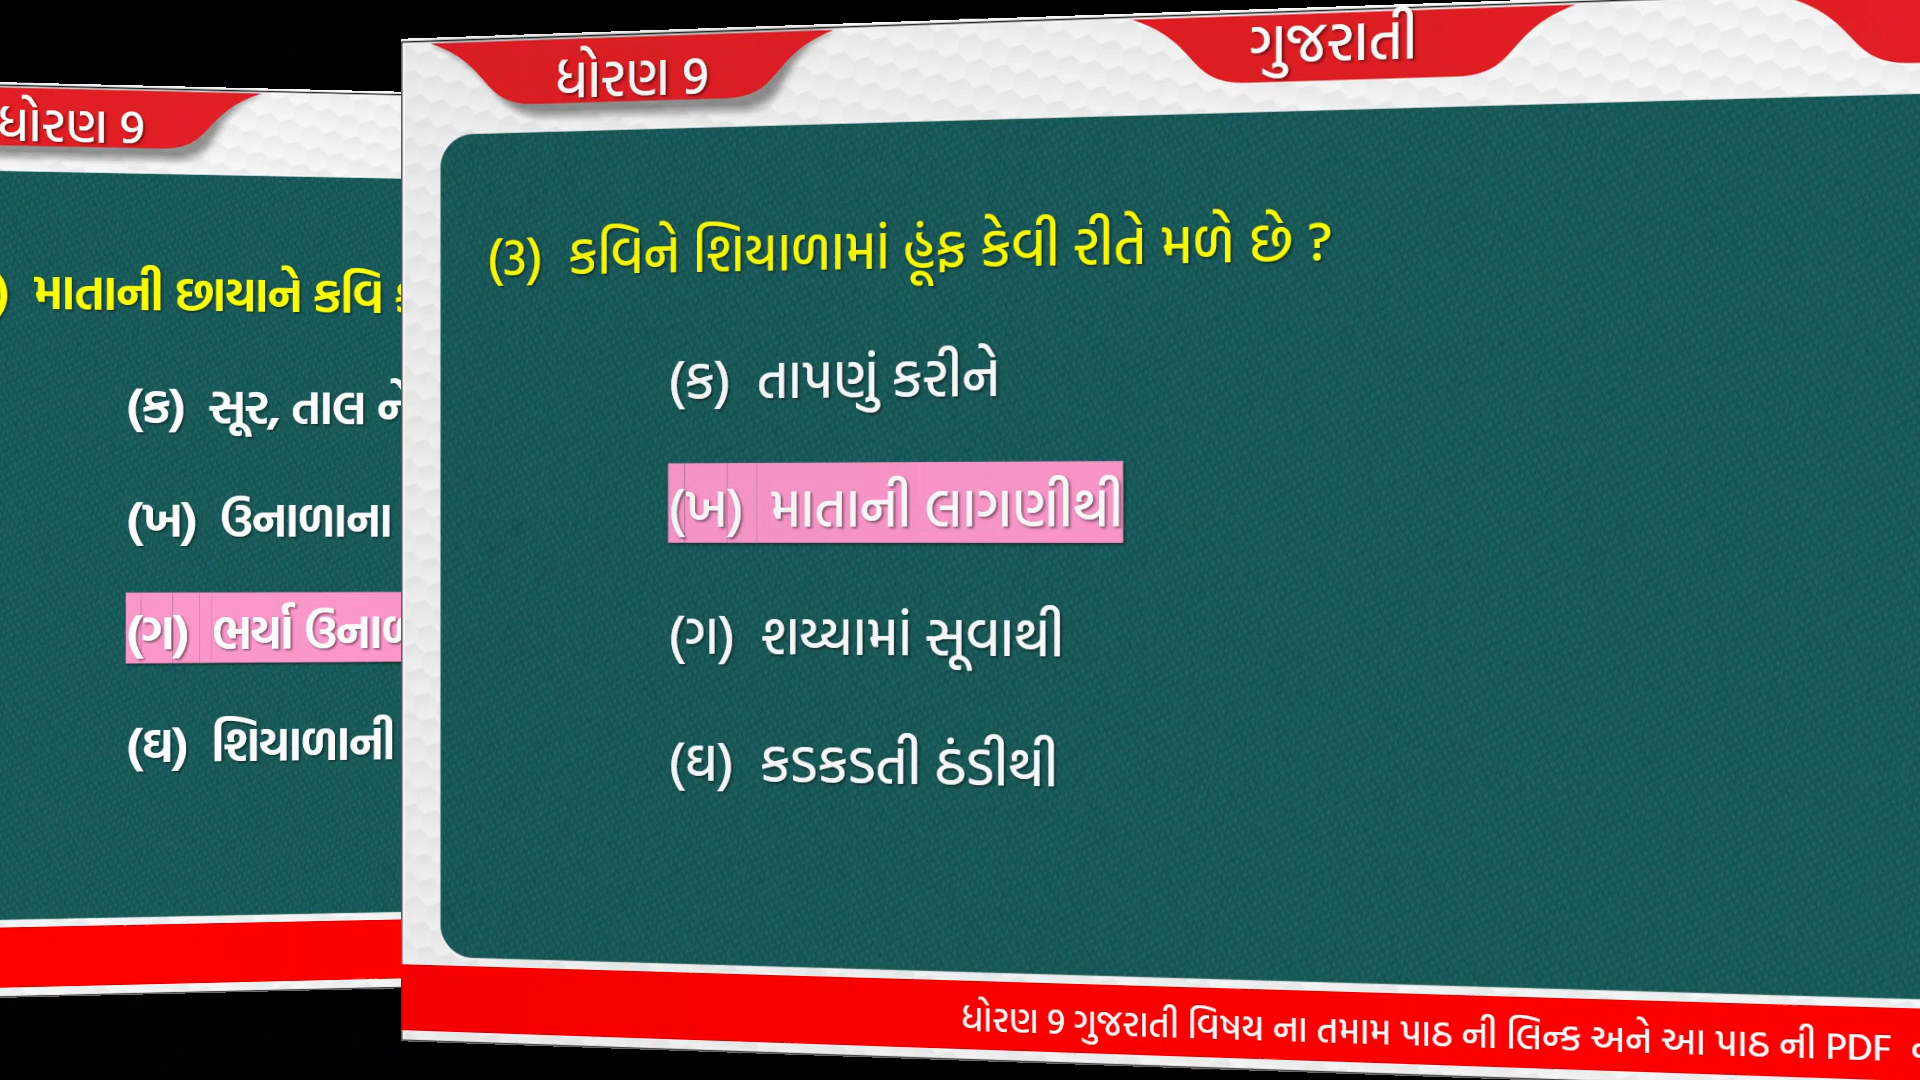 ધોરણ 9
માતાની છાયાને કવિ
(ક) સૂર, તાલ ને
(ખ) ઉનાળાના
(ગ) ભર્યા ઉનાળ
(ઘ) શિયાળાની
ધોરણ 9
ગુજરાતી
(3) કવિને શિયાળામાં હૂંફ કેવી રીતે મળે છે ?
(ક) તાપણું કરીને
(ખ) માતાની લાગણીથી
(ગ) શય્યામાં સૂવાથી
(ઘ) કડકડતી ઠંડીથી
ધોરણ 9 ગુજરાતી વિષય ના તમામ પાઠ ની લિન્ક અને આ પાઠ ની PDF